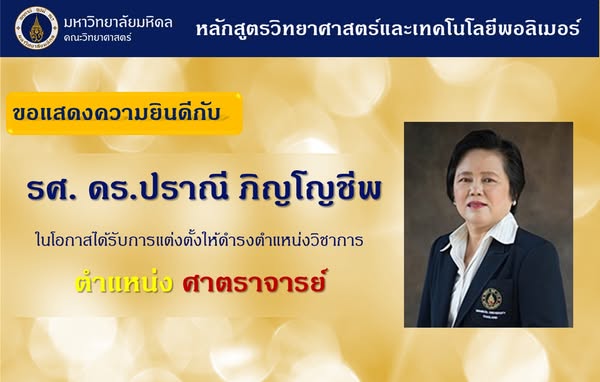 มหาวิทยาลัยมหิดล
คณะวิทยาศาสตร์
หลักสูตรวิทยาศาสตร์และเทคโนโลยีพอลิเมอร์
ขอแสดงความยินดีกับ
รศ. ดร.ปราณี ภิญโญชีพ
ในโอกาสได้รับการแต่งตั้งให้ดำรงตำแหน่งวิชาการ
ตำแหน่ง ศาตราจารย์
MAHIDOL UNIVERSITY
THAILAND